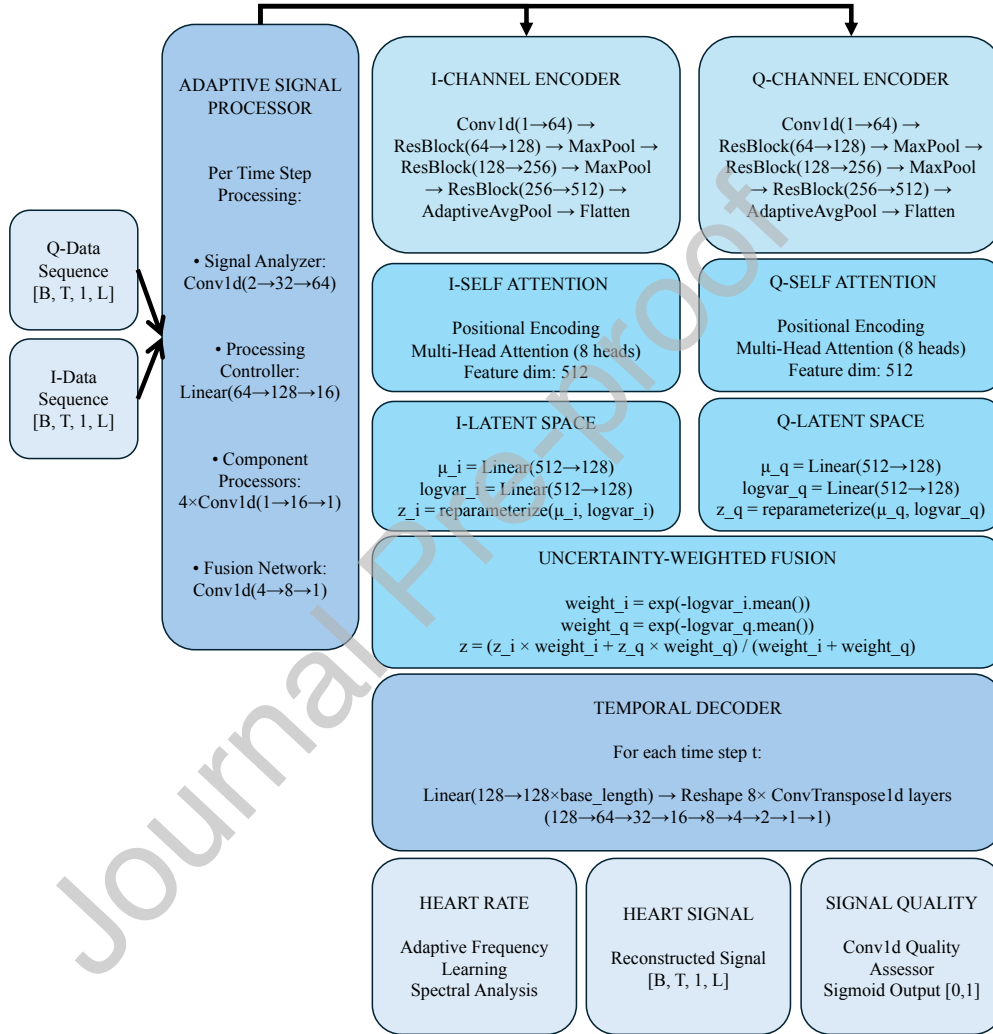 Q-Data
Sequence
[B, T, 1, L]
I-Data
Sequence
[B, T, 1, L]
ADAPTIVE SIGNAL
PROCESSOR
Per Time Step
Processing:
• Signal Analyzer:
Conv1d(2→32→64)
• Processing
Controller:
Linear(64→128→16)
• Component
Processors:
4×Conv1d(1→16→1)
• Fusion Network:
Conv1d(4→8→1)
I-CHANNEL ENCODER
Conv1d(1→64) →
ResBlock(64→128) → MaxPool →
ResBlock(128→256) → MaxPool
→ ResBlock(256→512) →
AdaptiveAvgPool → Flatten
Q-CHANNEL ENCODER
Conv1d(1→64) →
ResBlock(64→128) → MaxPool →
ResBlock(128→256) → MaxPool
→ ResBlock(256→512) →
AdaptiveAvgPool → Flatten
I-SELF ATTENTION
Positional Encoding
Multi-Head Attention (8 heads)
Feature dim: 512
Q-SELF ATTENTION
Positional Encoding
Multi-Head Attention (8 heads)
Feature dim: 512
I-LATENT SPACE
μ_i = Linear(512→128)
logvar_i = Linear(512→128)
z_i = reparameterize(μ_i, logvar_i)
Q-LATENT SPACE
μ_q = Linear(512→128)
logvar_q = Linear(512→128)
z_q = reparameterize(μ_q, logvar_q)
UNCERTAINTY-WEIGHTED FUSION
weight_i = exp(-logvar_i.mean())
weight_q = exp(-logvar_q.mean())
z = (z_i × weight_i + z_q × weight_q) / (weight_i + weight_q)
TEMPORAL DECODER
For each time step t:
Linear(128→128×base_length) → Reshape 8× ConvTranspose1d layers
(128→64→32→16→8→4→2→1→1)
HEART RATE
Adaptive Frequency
Learning
Spectral Analysis
HEART SIGNAL
Reconstructed Signal
[B, T, 1, L]
SIGNAL QUALITY
Conv1d Quality
Assessor
Sigmoid Output [0,1]
Journal Pre-proof